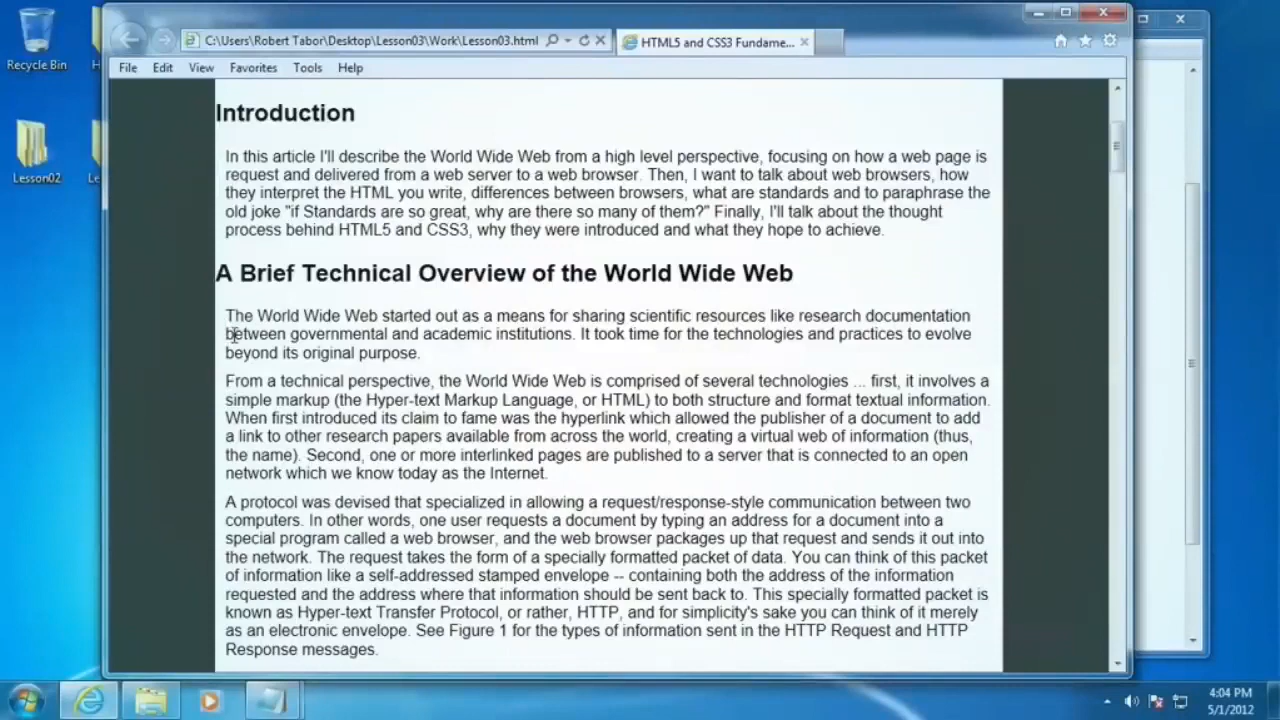 Recycle Bin
Lesson02
C:\Users\Robert Tabor\Desktop\Lesson03\Work\Lesson03.html
HTML5 and CSS3 Fundame...
File Edit View Favorites Tools Help
Introduction
In this article I'll describe the World Wide Web from a high level perspective, focusing on how a web page is
request and delivered from a web server to a web browser. Then, I want to talk about web browsers, how
they interpret the HTML you write, differences between browsers, what are standards and to paraphrase the
old joke "if Standards are so great, why are there so many of them?" Finally, I'll talk about the thought
process behind HTML5 and CSS3, why they were introduced and what they hope to achieve.
A Brief Technical Overview of the World Wide Web
The World Wide Web started out as a means for sharing scientific resources like research documentation
between governmental and academic institutions. It took time for the technologies and practices to evolve
beyond its original purpose.
From a technical perspective, the World Wide Web is comprised of several technologies ... first, it involves a
simple markup (the Hyper-text Markup Language, or HTML) to both structure and format textual information.
When first introduced its claim to fame was the hyperlink which allowed the publisher of a document to add
a link to other research papers available from across the world, creating a virtual web of information (thus,
the name). Second, one or more interlinked pages are published to a server that is connected to an open
network which we know today as the Internet.
A protocol was devised that specialized in allowing a request/response-style communication between two
computers. In other words, one user requests a document by typing an address for a document into a
special program called a web browser, and the web browser packages up that request and sends it out into
the network. The request takes the form of a specially formatted packet of data. You can think of this packet
of information like a self-addressed stamped envelope -- containing both the address of the information
requested and the address where that information should be sent back to. This specially formatted packet is
known as Hyper-text Transfer Protocol, or rather, HTTP, and for simplicity's sake you can think of it merely
as an electronic envelope. See Figure 1 for the types of information sent in the HTTP Request and HTTP
Response messages.
4:04 PM
5/1/2012